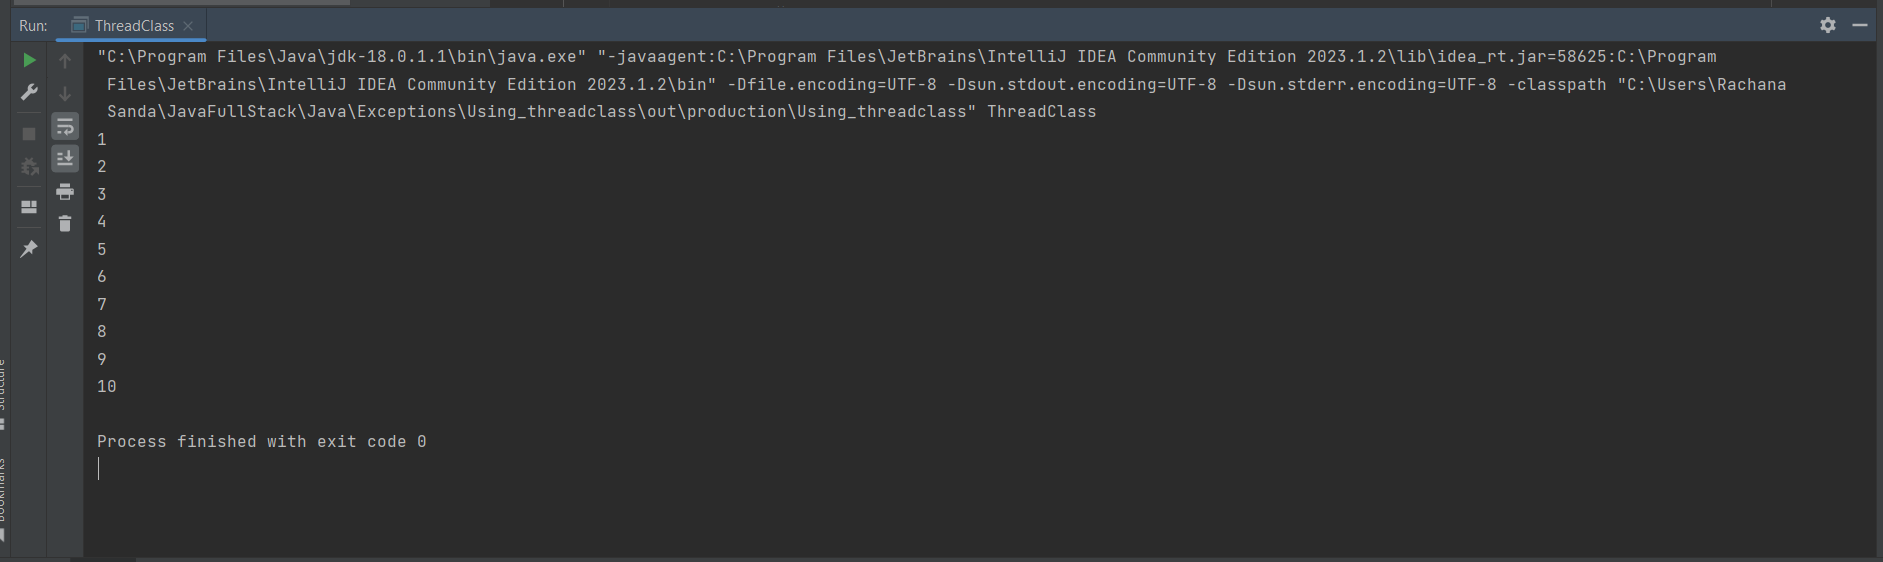 Run: ThreadClass
"C:\Program Files\Java\jdk-18.0.1.1\bin\java.exe" "-javaagent:C:\Program Files\JetBrains\IntelliJ IDEA Community Edition 2023.1.2\lib\idea_rt.jar=58625:C:\Program
Files\JetBrains\IntelliJ IDEA Community Edition 2023.1.2\bin" -Dfile.encoding=UTF-8 -Dsun.stdout.encoding=UTF-8 -Dsun.stderr.encoding=UTF-8 -classpath "C:\Users\Rachana
Sanda\JavaFullStack\Java\Exceptions\Using_threadclass\out\production\Using_threadclass" ThreadClass
1
2
3
4
5
6
7
8
9
10
Process finished with exit code 0
Structure
Bookmarks